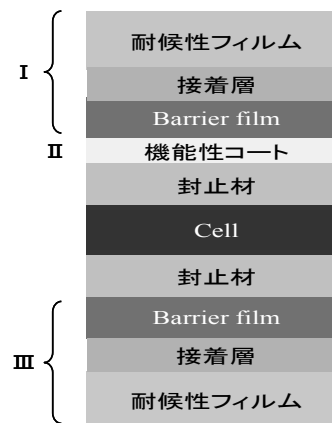 耐候性フィルム
I
接着層
Barrier film
II
機能性コート
封止材
Cell
封止材
Barrier film
III
接着層
耐候性フィルム